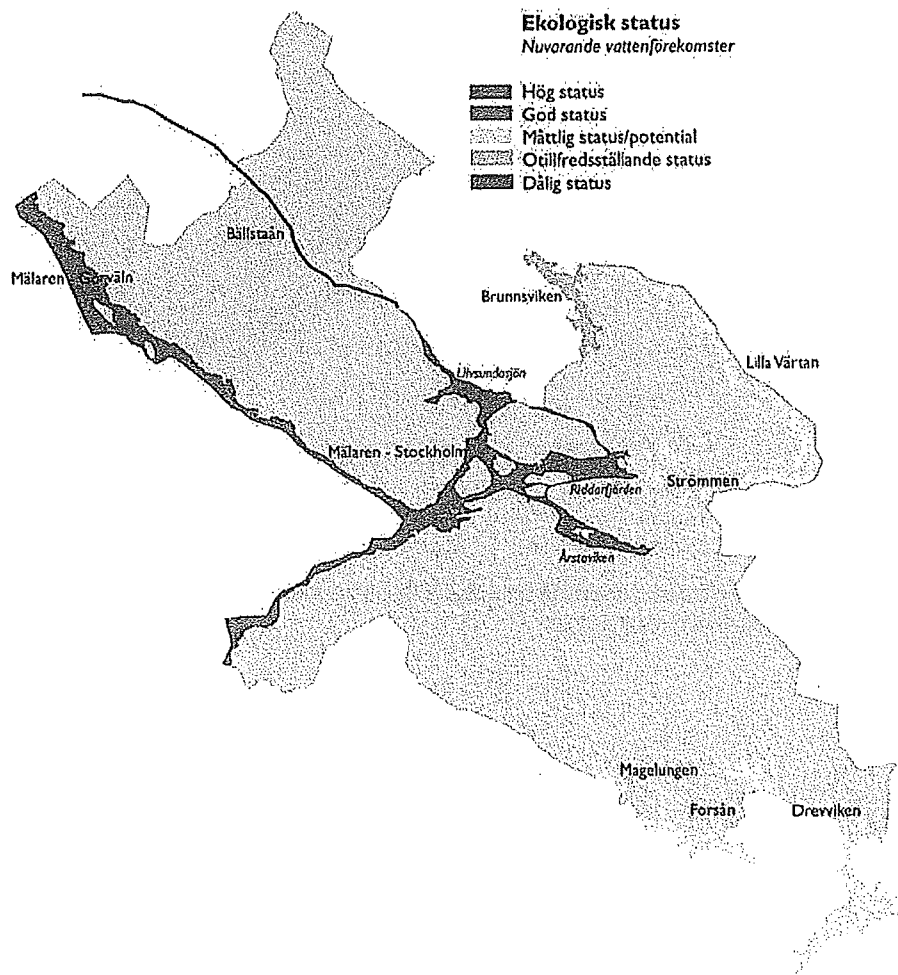 Ekologisk status
Nuvarande vattenförekomster
Hög status
God status
Måttlig status/potential
Otillfredsställande status
Dålig status
Bällstaån
Mälaren - Görväln
Brunnsviken
Lilla Värtan
Ulvsundasjön
Mälaren - Stockholm
Riddarfjärden
Strömmen
Årstaviken
Magelungen
Forsån
Drevviken